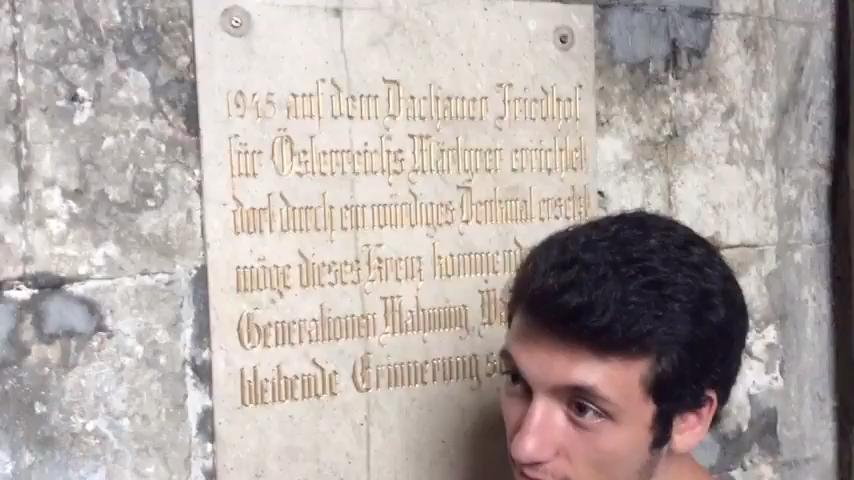 1945 auf dem Dachauer Friedhof
für Österreichs Märtyrer errichtet
dort durch ein würdiges Denkmal ersetzt
möge dieses Kreuz kommend
Generationen Mahnung,
bleibende Erinnerung